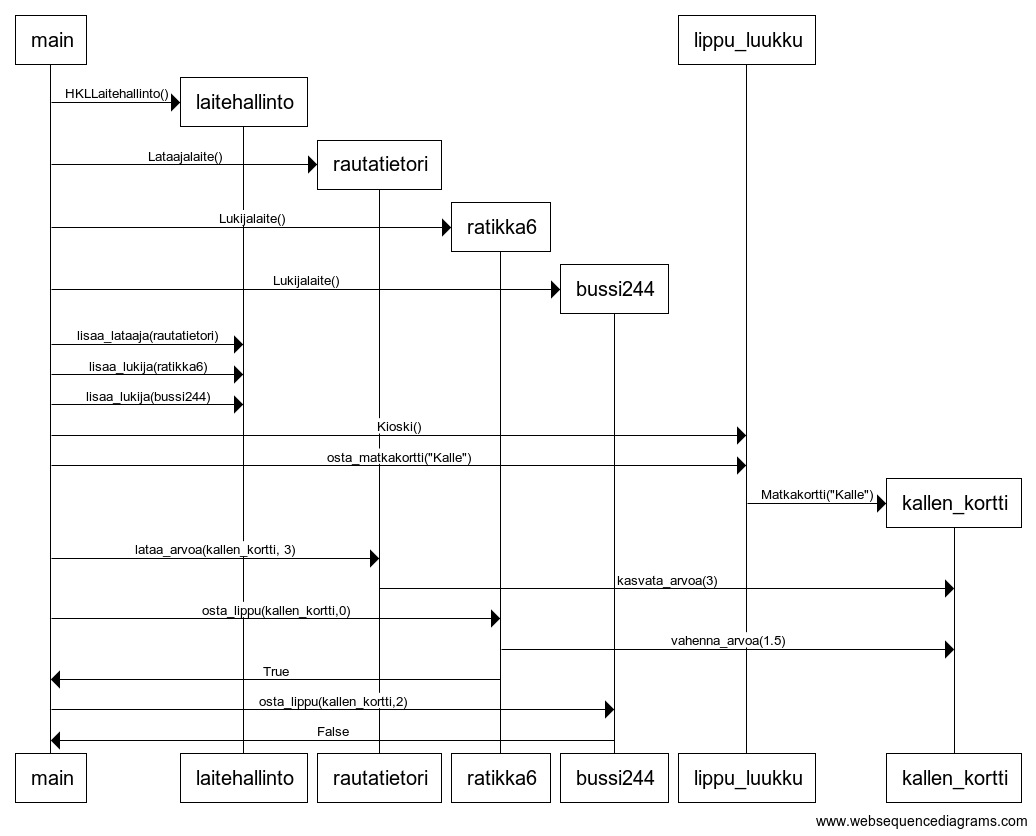 main
lippu_luukku
HKLLaitehallinto()
laitehallinto
Lataajalaite()
rautatietori
Lukijalaite()
ratikka6
Lukijalaite()
bussi244
lisaa_lataaja(rautatietori)
lisaa_lukija(ratikka6)
lisaa_lukija(bussi244)
Kioski()
osta_matkakortti("Kalle")
Matkakortti("Kalle")
kallen_kortti
lataa_arvoa(kallen_kortti, 3)
kasvata_arvoa(3)
osta_lippu(kallen_kortti,0)
vahenna_arvoa(1.5)
True
osta_lippu(kallen_kortti,2)
False
main
laitehallinto
rautatietori
ratikka6
bussi244
lippu_luukku
kallen_kortti
www.websequencediagrams.com